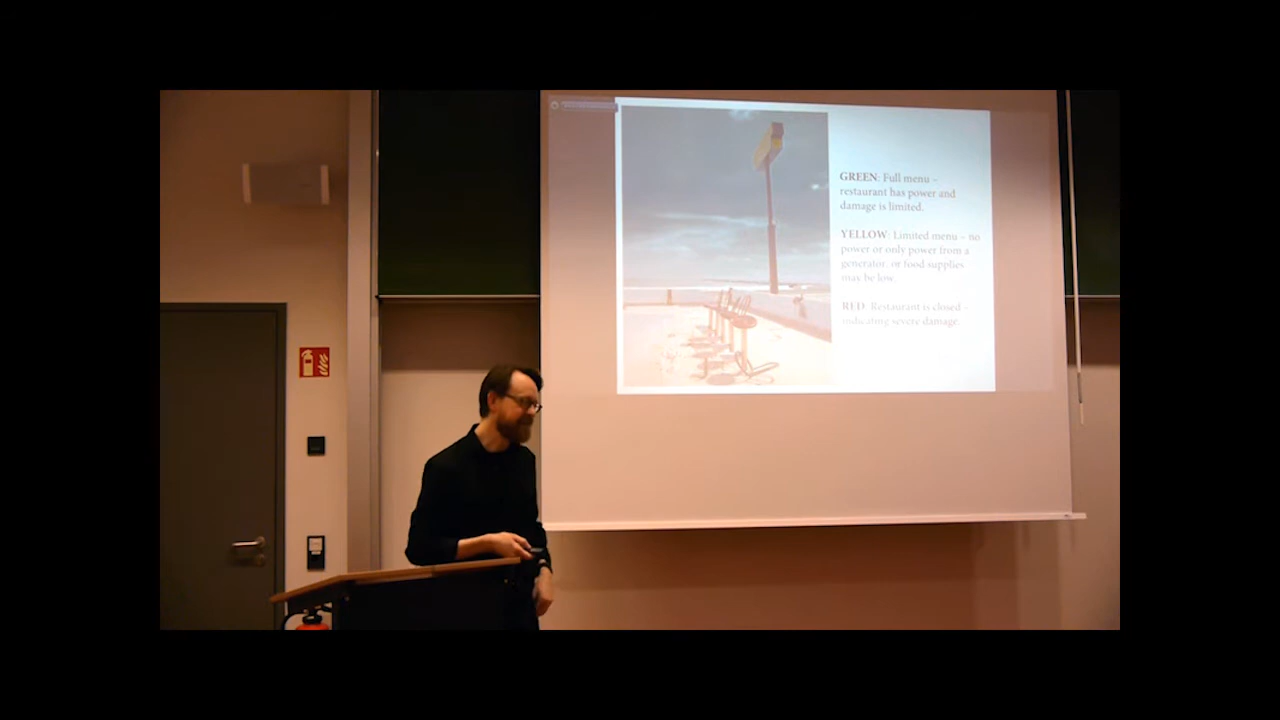 GREEN: Full menu –
restaurant has power and
damage is limited.
YELLOW: Limited menu – no
power or only power from a
generator, or food supplies
may be low.
RED: Restaurant is closed –
indicating severe damage.